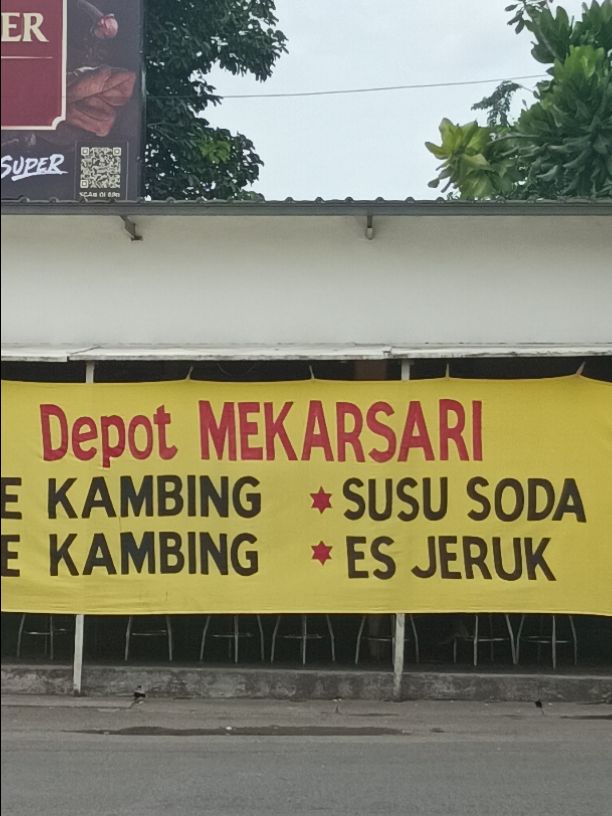 ER
SUPER
Depot MEKARSARI
E KAMBING ★ SUSU SODA
E KAMBING ★ ES JERUK